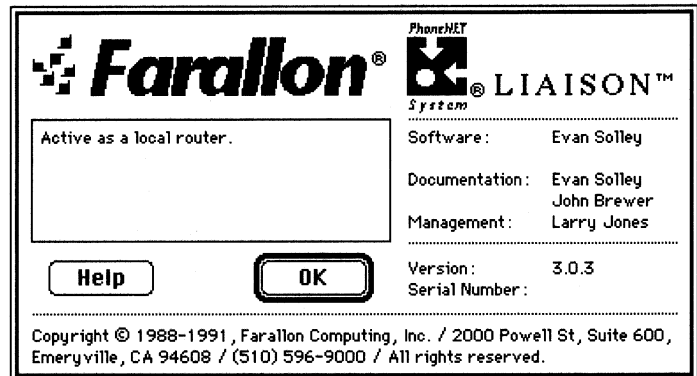 Farallon®
PhoneNET
System
® LIAISON™
Active as a local router.
Software: Evan Solley
Documentation: Evan Solley
John Brewer
Management: Larry Jones
Help
OK
Version: 3.0.3
Serial Number:
Copyright © 1988-1991, Farallon Computing, Inc. / 2000 Powell St, Suite 600,
Emeryville, CA 94608 / (510) 596-9000 / All rights reserved.